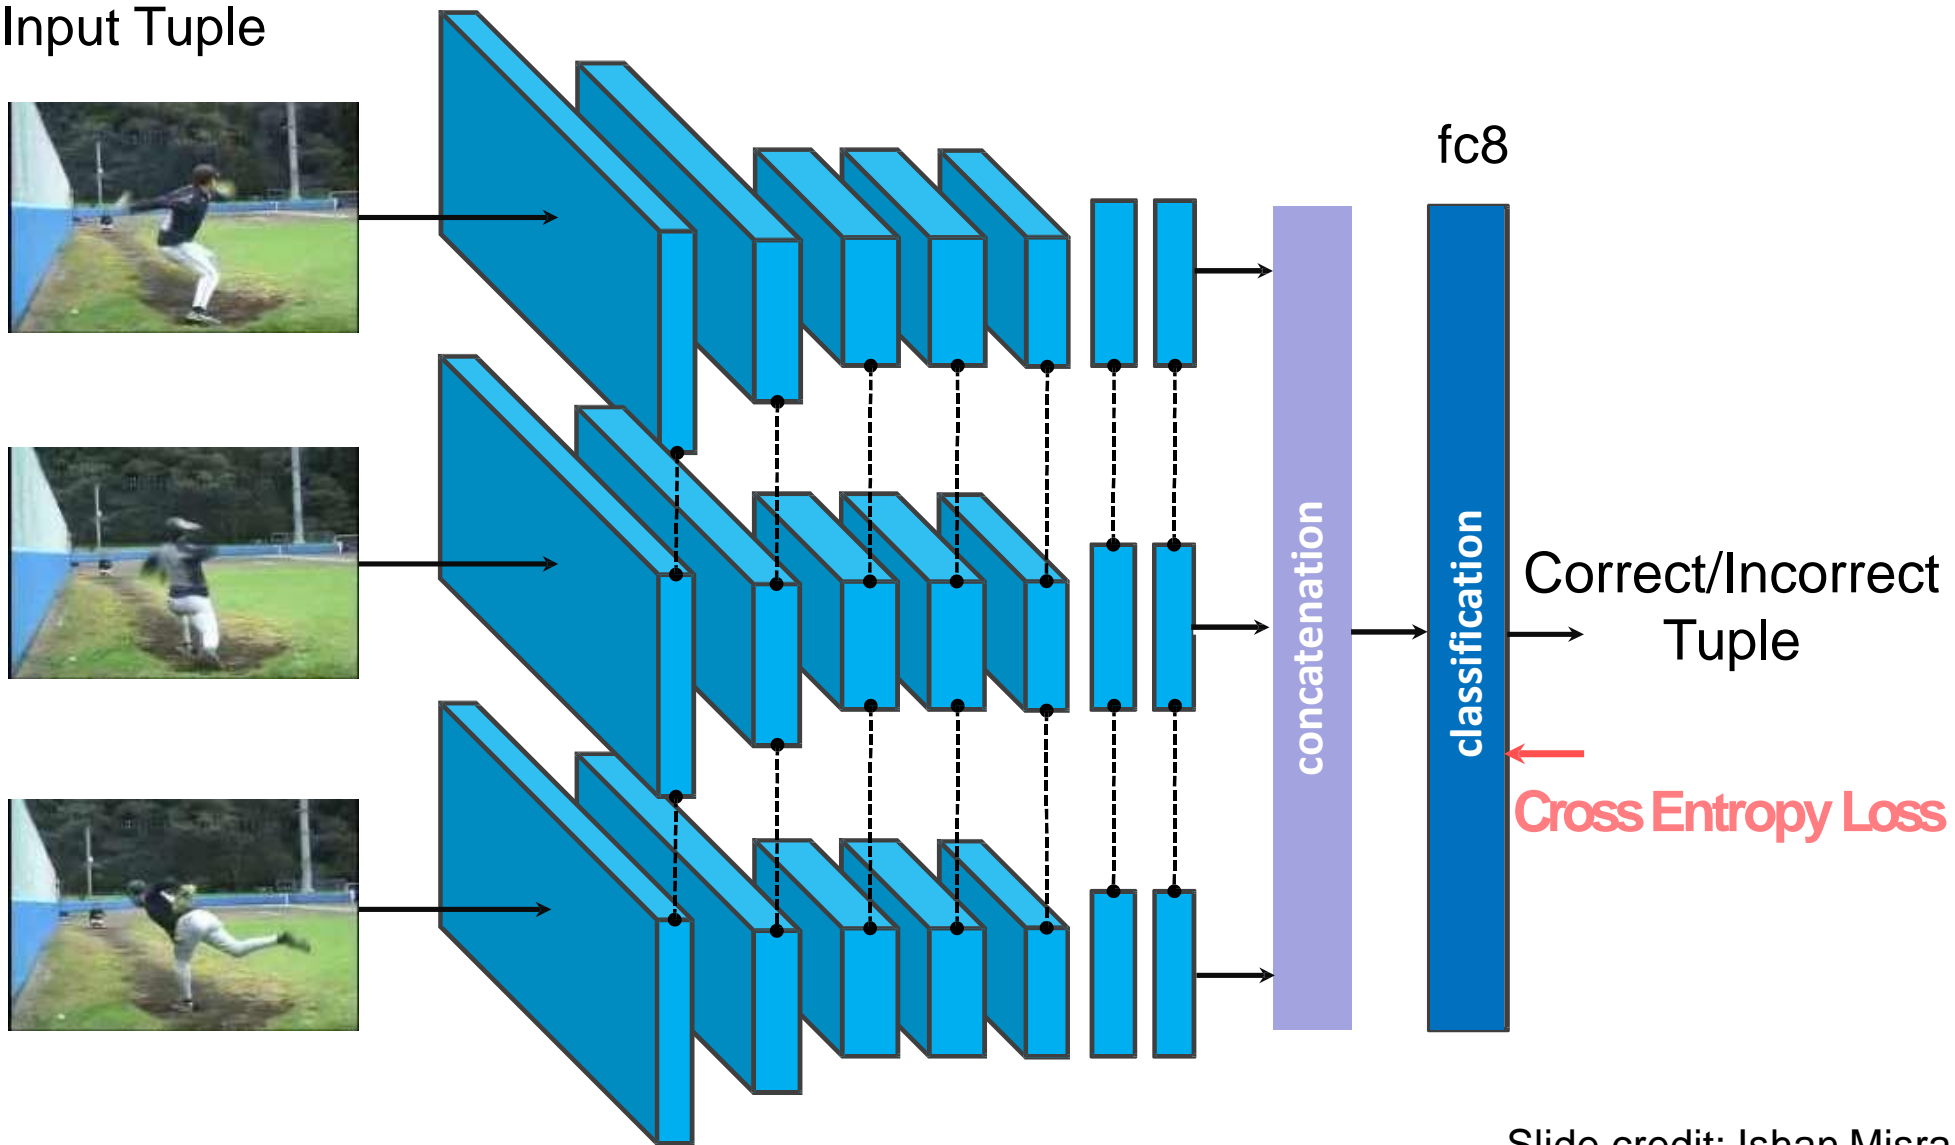 Input Tuple
fc8
concatenation
classification
Correct/Incorrect
Tuple
Cross Entropy Loss
Slide credit: Ishan Misra